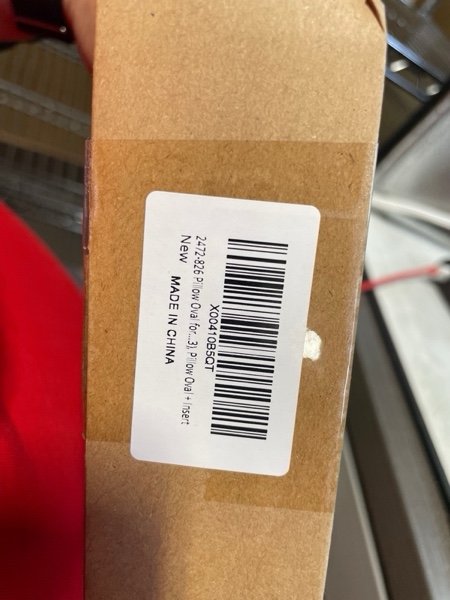 X00410B5QT
2472-826 Pillow Oval for...3), Pillow Oval + Insert
New
MADE IN CHINA